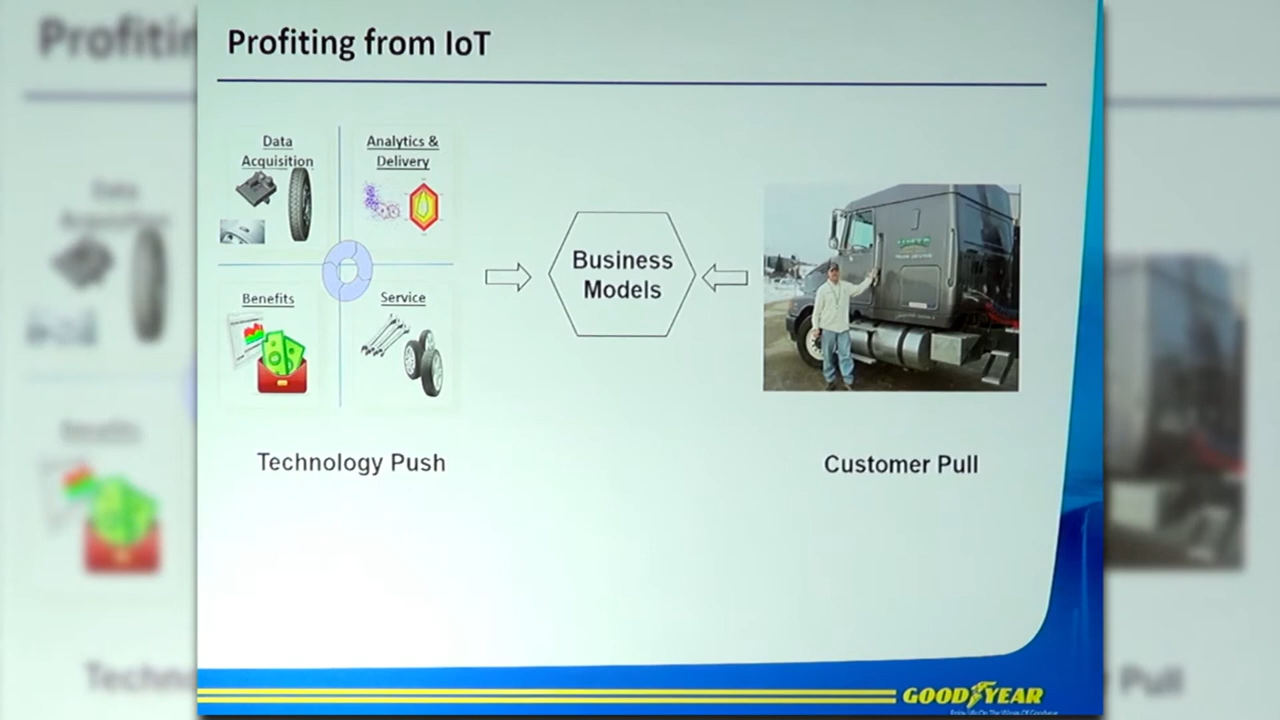 Profiting from IoT
Data
Acquisition
Analytics &
Delivery
Benefits
Service
Business
Models
Technology Push
Customer Pull
GOODYEAR